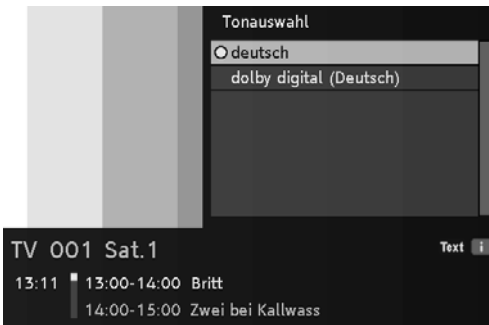 Tonauswahl
deutsch
dolby digital (Deutsch)
TV 001 Sat.1
Text i
13:11 13:00-14:00 Britt
14:00-15:00 Zwei bei Kallwass